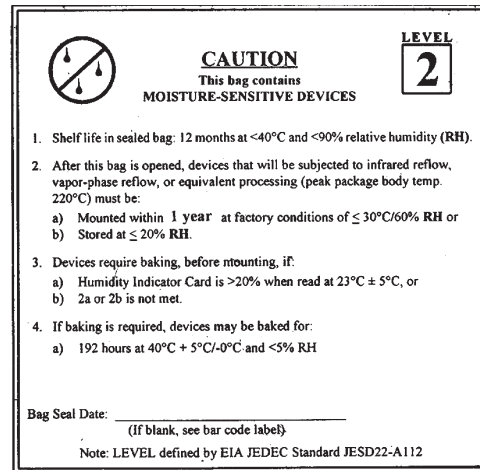 LEVEL
2
CAUTION
This bag contains
MOISTURE-SENSITIVE DEVICES
1. Shelf life in sealed bag: 12 months at <40°C and <90% relative humidity (RH).
2. After this bag is opened, devices that will be subjected to infrared reflow,
vapor-phase reflow, or equivalent processing (peak package body temp.
220°C) must be:
a) Mounted within 1 year at factory conditions of ≤ 30°C/60% RH or
b) Stored at ≤ 20% RH.
3. Devices require baking, before mounting, if:
a) Humidity Indicator Card is >20% when read at 23°C ± 5°C, or
b) 2a or 2b is not met.
4. If baking is required, devices may be baked for:
a) 192 hours at 40°C + 5°C/-0°C and <5% RH
Bag Seal Date:
(If blank, see bar code label)
Note: LEVEL defined by EIA JEDEC Standard JESD22-A112